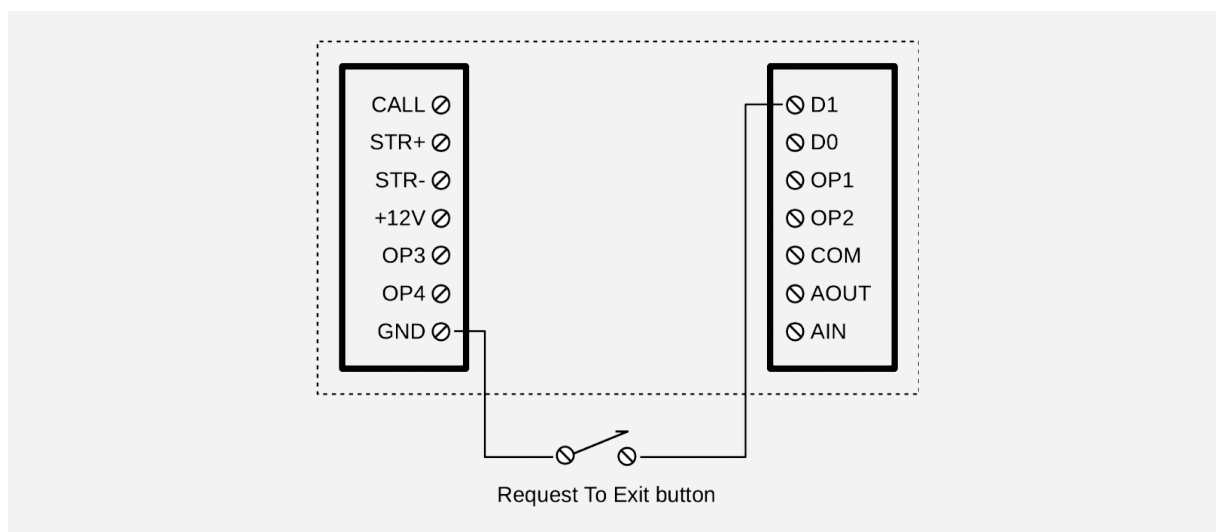 CALL
STR+
STR-
+12V
OP3
OP4
GND
D1
D0
OP1
OP2
COM
AOUT
AIN
Request To Exit button